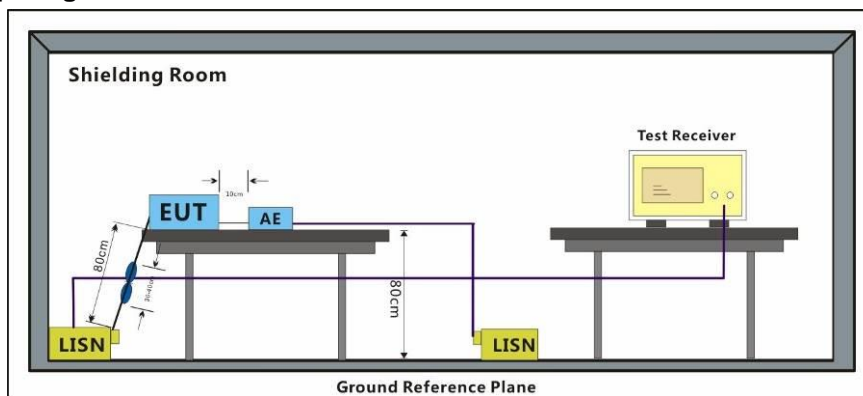 Shielding Room
Test Receiver
10cm
EUT
AE
80cm
80cm
LISN
LISN
Ground Reference Plane